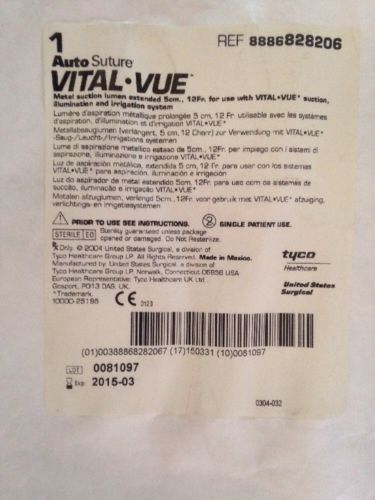 1
REF 8886828206
Auto Suture™
VITAL•VUE™
Metal suction lumen extended 5cm., 12Fr. for use with VITAL•VUE* suction,
illumination and irrigation system
Lumière d'aspiration métallique prolongée 5 cm, 12 Fr utilisable avec les systèmes
d'aspiration, d'illumination et d'irrigation VITAL•VUE*
Metallabsauglumen (verlängert, 5 cm, 12 Charr) zur Verwendung mit VITAL•VUE*
-Saug-/Leucht-/Irrigationssystemen
Lume di aspirazione metallico esteso da 5cm., 12Fr. per impiego con i sistemi di
aspirazione, illuminazione e irrigazione VITAL•VUE*
Luz de aspiración metálica, extendida 5 cm, 12 Fr. para usar con los sistemas
VITAL•VUE* para aspiración, iluminación e irrigación
Luz do aspirador de metal extendido 5cm, 12Fr. para uso com os sistemas de
sucção, iluminação e irrigação VITAL•VUE*
Metalen afzuiglumen, verlengd 5cm., 12Fr. voor gebruik met VITAL•VUE* afzuiging,
verlichtings- en irrigatiesystemen
PRIOR TO USE SEE INSTRUCTIONS.
SINGLE PATIENT USE.
STERILE EO
Sterility guaranteed unless package
opened or damaged. Do Not Resterilize.
Rx Only. © 2004 United States Surgical, a division of
Tyco Healthcare Group LP. All Rights Reserved. Made in Mexico.
Manufactured by: United States Surgical, a division of
Tyco Healthcare Group LP, Norwalk, Connecticut 06856 USA
European Representative: Tyco Healthcare UK Ltd.
Gosport, PO13 0AS, UK
*Trademark.
10000-25185
CE 0123
tyco
Healthcare
United States
Surgical
(01)00388868282067 (17)150331 (10)0081097
LOT 0081097
Exp. 2015-03
0304-032